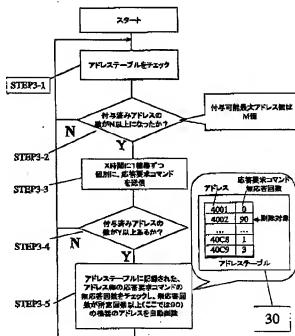 スタート
アドレステーブルをチェック
STEP3-1
付与済みアドレスの
数がN以上になったか？
付与可能最大アドレス値は
M値
N
Y
STEP3-2
X時間に1機器ずつ
個別に、応答要求コマンド
を送信
STEP3-3
付与済みアドレスの
数がY以上あるか？
N
Y
STEP3-4
アドレステーブルに記録された、
アドレス毎の応答要求コマンドの
無応答回数をチェックし、無応答回
数が所定回数以上(ここでは90)
の機器のアドレスを自動削除
STEP3-5
応答要求コマンド
アドレス 無応答回数
4001 0
4002 90
削除対象
... ...
40C8 1
40C9 3
アドレステーブル
30